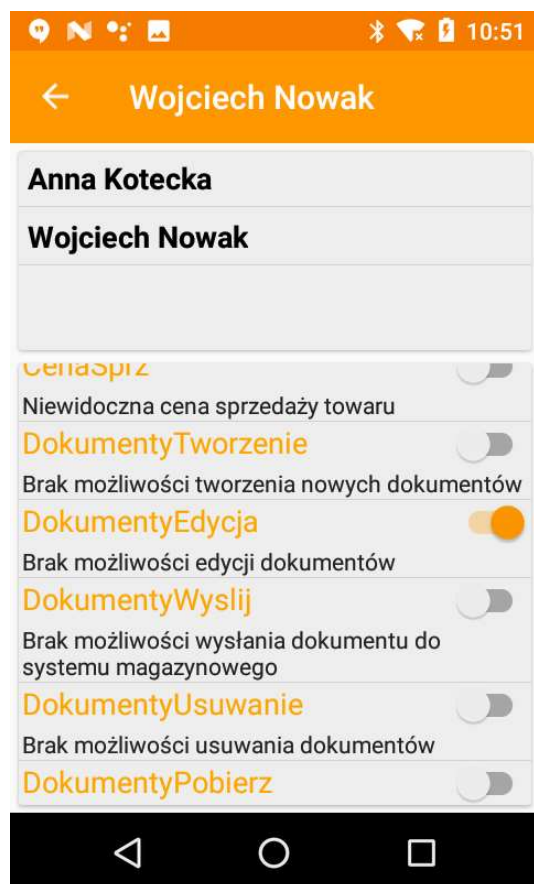 10:51
Wojciech Nowak
Anna Kotecka
Wojciech Nowak
CenaSprz
Niewidoczna cena sprzedaży towaru
DokumentyTworzenie
Brak możliwości tworzenia nowych dokumentów
DokumentyEdycja
Brak możliwości edycji dokumentów
DokumentyWyslij
Brak możliwości wysłania dokumentu do
systemu magazynowego
DokumentyUsuwanie
Brak możliwości usuwania dokumentów
DokumentyPobierz